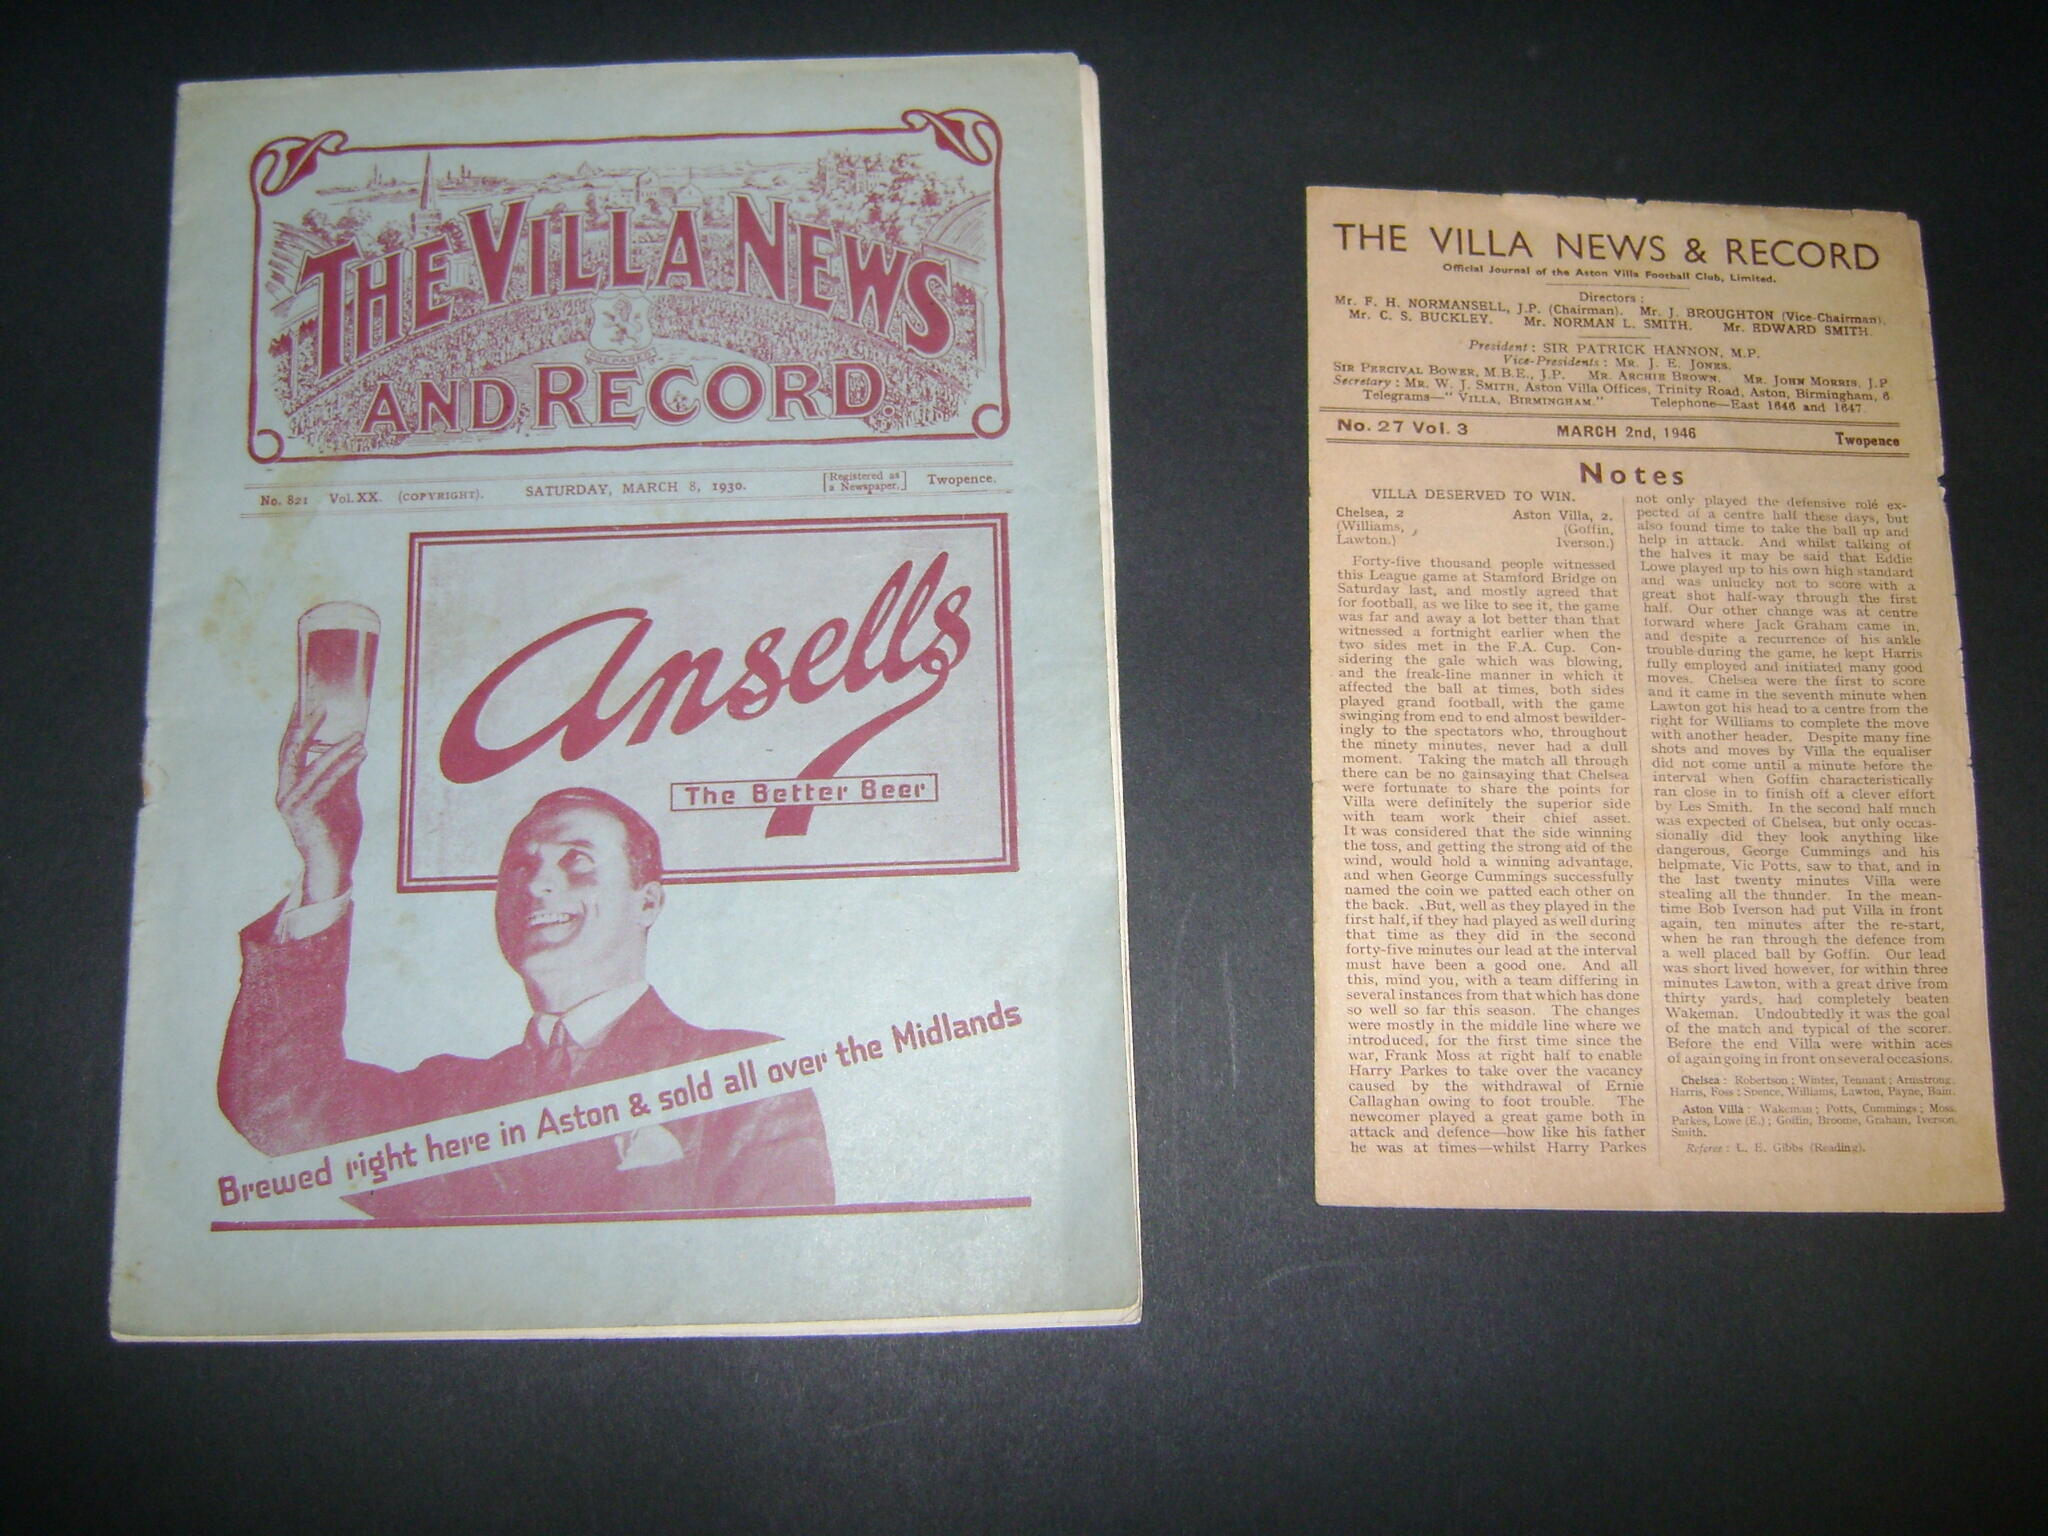 THE VILLA NEWS
PREPARED
AND RECORD.
No. 821 Vol. XX. (COPYRIGHT). SATURDAY, MARCH 8, 1930. [Registered as a Newspaper.] Twopence.
Ansells
The Better Beer
Brewed right here in Aston & sold all over the Midlands
THE VILLA NEWS & RECORD
Official Journal of the Aston Villa Football Club, Limited.
Directors:
Mr. F. H. NORMANSELL, J.P. (Chairman). Mr. J. BROUGHTON (Vice-Chairman).
Mr. C. S. BUCKLEY. Mr. NORMAN L. SMITH. Mr. EDWARD SMITH.
President: SIR PATRICK HANNON, M.P.
Vice-Presidents: MR. J. E. JONES.
SIR PERCIVAL BOWER, M.B.E., J.P. MR. ARCHIE BROWN. MR. JOHN MORRIS, J.P
Secretary: MR. W. J. SMITH, Aston Villa Offices, Trinity Road, Aston, Birmingham, 6
Telegrams—"VILLA, BIRMINGHAM." Telephone—East 1646 and 1647
No. 27 Vol. 3 MARCH 2nd, 1946 Twopence
Notes
VILLA DESERVED TO WIN.
Chelsea, 2 Aston Villa, 2.
(Williams, (Goffin,
Lawton.) Iverson.)
Forty-five thousand people witnessed
this League game at Stamford Bridge on
Saturday last, and mostly agreed that
for football, as we like to see it, the game
was far and away a lot better than that
witnessed a fortnight earlier when the
two sides met in the F.A. Cup. Con-
sidering the gale which was blowing,
and the freak-line manner in which it
affected the ball at times, both sides
played grand football, with the game
swinging from end to end almost bewilder-
ingly to the spectators who, throughout
the ninety minutes, never had a dull
moment. Taking the match all through
there can be no gainsaying that Chelsea
were fortunate to share the points for
Villa were definitely the superior side
with team work their chief asset.
It was considered that the side winning
the toss, and getting the strong aid of the
wind, would hold a winning advantage,
and when George Cummings successfully
named the coin we patted each other on
the back. But, well as they played in the
first half, if they had played as well during
that time as they did in the second
forty-five minutes our lead at the interval
must have been a good one. And all
this, mind you, with a team differing in
several instances from that which has done
so well so far this season. The changes
were mostly in the middle line where we
introduced, for the first time since the
war, Frank Moss at right half to enable
Harry Parkes to take over the vacancy
caused by the withdrawal of Ernie
Callaghan owing to foot trouble. The
newcomer played a great game both in
attack and defence—how like his father
he was at times—whilst Harry Parkes
not only played the defensive rolé ex-
pected of a centre half these days, but
also found time to take the ball up and
help in attack. And whilst talking of
the halves it may be said that Eddie
Lowe played up to his own high standard
and was unlucky not to score with a
great shot half-way through the first
half. Our other change was at centre
forward where Jack Graham came in,
and despite a recurrence of his ankle
trouble during the game, he kept Harris
fully employed and initiated many good
moves. Chelsea were the first to score
and it came in the seventh minute when
Lawton got his head to a centre from the
right for Williams to complete the move
with another header. Despite many fine
shots and moves by Villa the equaliser
did not come until a minute before the
interval when Goffin characteristically
ran close in to finish off a clever effort
by Les Smith. In the second half much
was expected of Chelsea, but only occas-
sionally did they look anything like
dangerous, George Cummings and his
helpmate, Vic Potts, saw to that, and in
the last twenty minutes Villa were
stealing all the thunder. In the mean-
time Bob Iverson had put Villa in front
again, ten minutes after the re-start,
when he ran through the defence from
a well placed ball by Goffin. Our lead
was short lived however, for within three
minutes Lawton, with a great drive from
thirty yards, had completely beaten
Wakeman. Undoubtedly it was the goal
of the match and typical of the scorer.
Before the end Villa were within aces
of again going in front on several occasions.
Chelsea: Robertson; Winter, Tennant; Armstrong,
Harris, Foss; Spence, Williams, Lawton, Payne, Bain.
Aston Villa: Wakeman; Potts, Cummings; Moss,
Parkes, Lowe (E.); Goffin, Broome, Graham, Iverson,
Smith.
Referee: L. E. Gibbs (Reading).